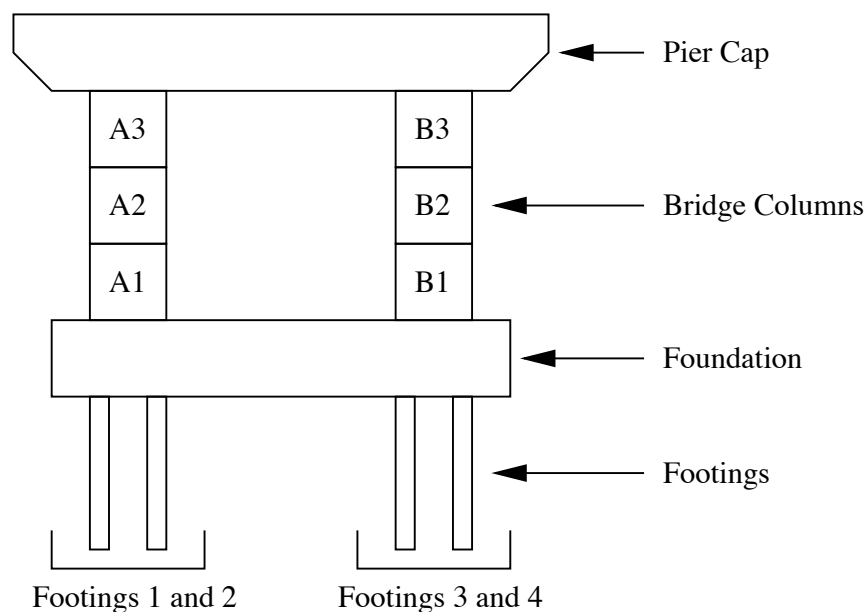 Pier Cap
A3
B3
A2
B2
Bridge Columns
A1
B1
Foundation
Footings
Footings 1 and 2
Footings 3 and 4